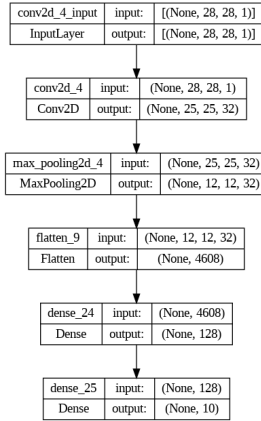 conv2d_4_input input: [(None, 28, 28, 1)]
InputLayer output: [(None, 28, 28, 1)]
conv2d_4 input: (None, 28, 28, 1)
Conv2D output: (None, 25, 25, 32)
max_pooling2d_4 input: (None, 25, 25, 32)
MaxPooling2D output: (None, 12, 12, 32)
flatten_9 input: (None, 12, 12, 32)
Flatten output: (None, 4608)
dense_24 input: (None, 4608)
Dense output: (None, 128)
dense_25 input: (None, 128)
Dense output: (None, 10)